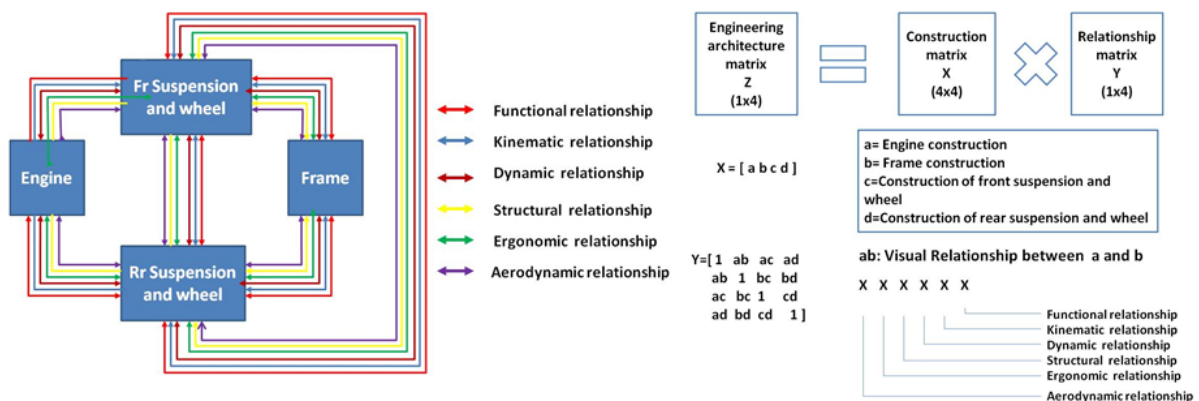 Fr Suspension
and wheel
Engine
Frame
Rr Suspension
and wheel
Functional relationship
Kinematic relationship
Dynamic relationship
Structural relationship
Ergonomic relationship
Aerodynamic relationship
Engineering
architecture
matrix
Z
(1x4)
Construction
matrix
X
(4x4)
Relationship
matrix
Y
(1x4)
X = [ a b c d ]
a= Engine construction
b= Frame construction
c=Construction of front suspension and
wheel
d=Construction of rear suspension and wheel
Y=[ 1 ab ac ad
ab 1 bc bd
ac bc 1 cd
ad bd cd 1 ]
ab: Visual Relationship between a and b
X X X X X X
Functional relationship
Kinematic relationship
Dynamic relationship
Structural relationship
Ergonomic relationship
Aerodynamic relationship